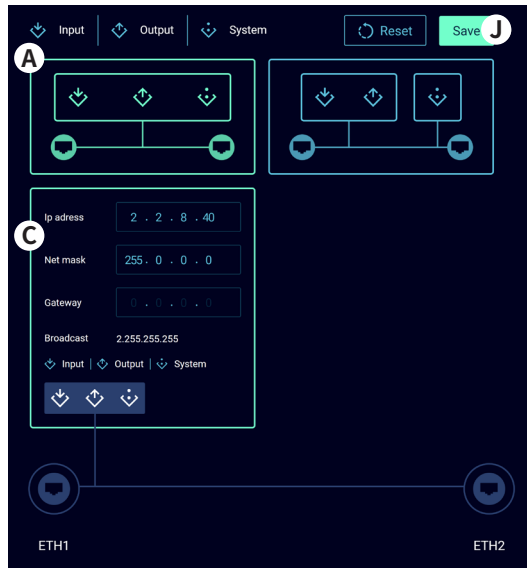 Input Output System Reset Save J
A
Ip adress 2 . 2 . 8 . 40
C
Net mask 255 . 0 . 0 . 0
Gateway 0 . 0 . 0 . 0
Broadcast 2.255.255.255
Input Output System
ETH1 ETH2